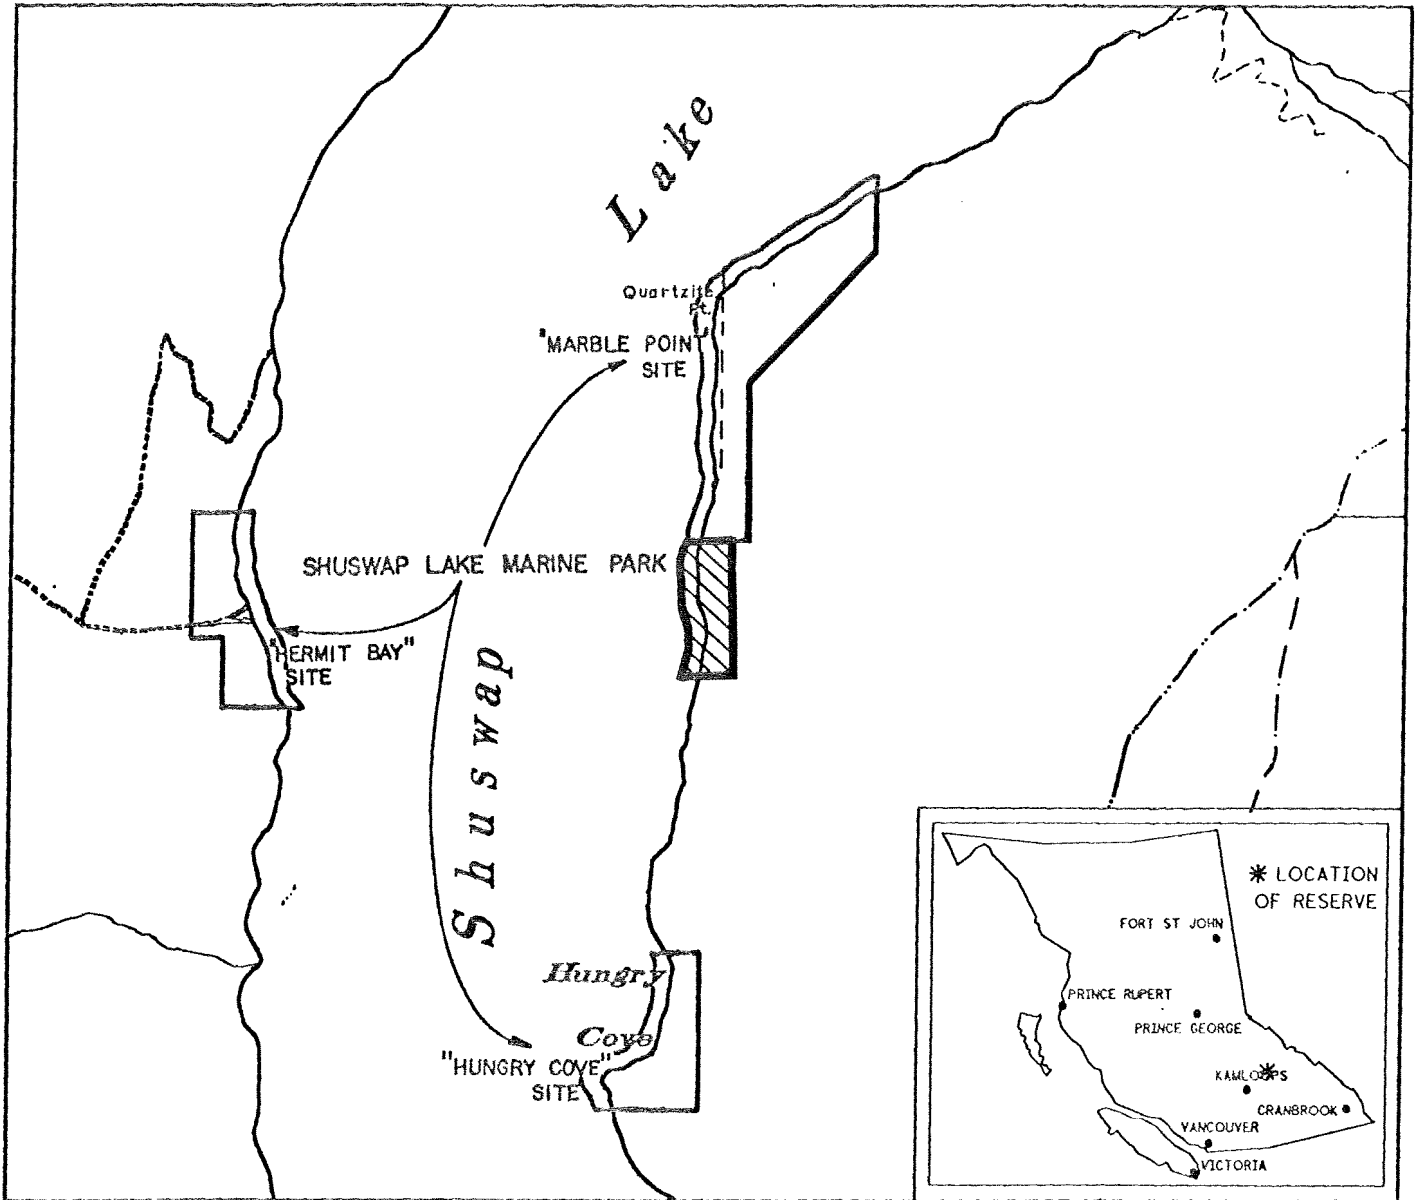 Lake
Quartzite
Pt.
"MARBLE POINT"
SITE
SHUSWAP LAKE MARINE PARK
"HERMIT BAY"
SITE
Shuswap
Hungry
Cove
"HUNGRY COVE"
SITE
LOCATION
OF RESERVE
FORT ST JOHN
PRINCE RUPERT
PRINCE GEORGE
KAMLOOPS
CRANBROOK
VANCOUVER
VICTORIA